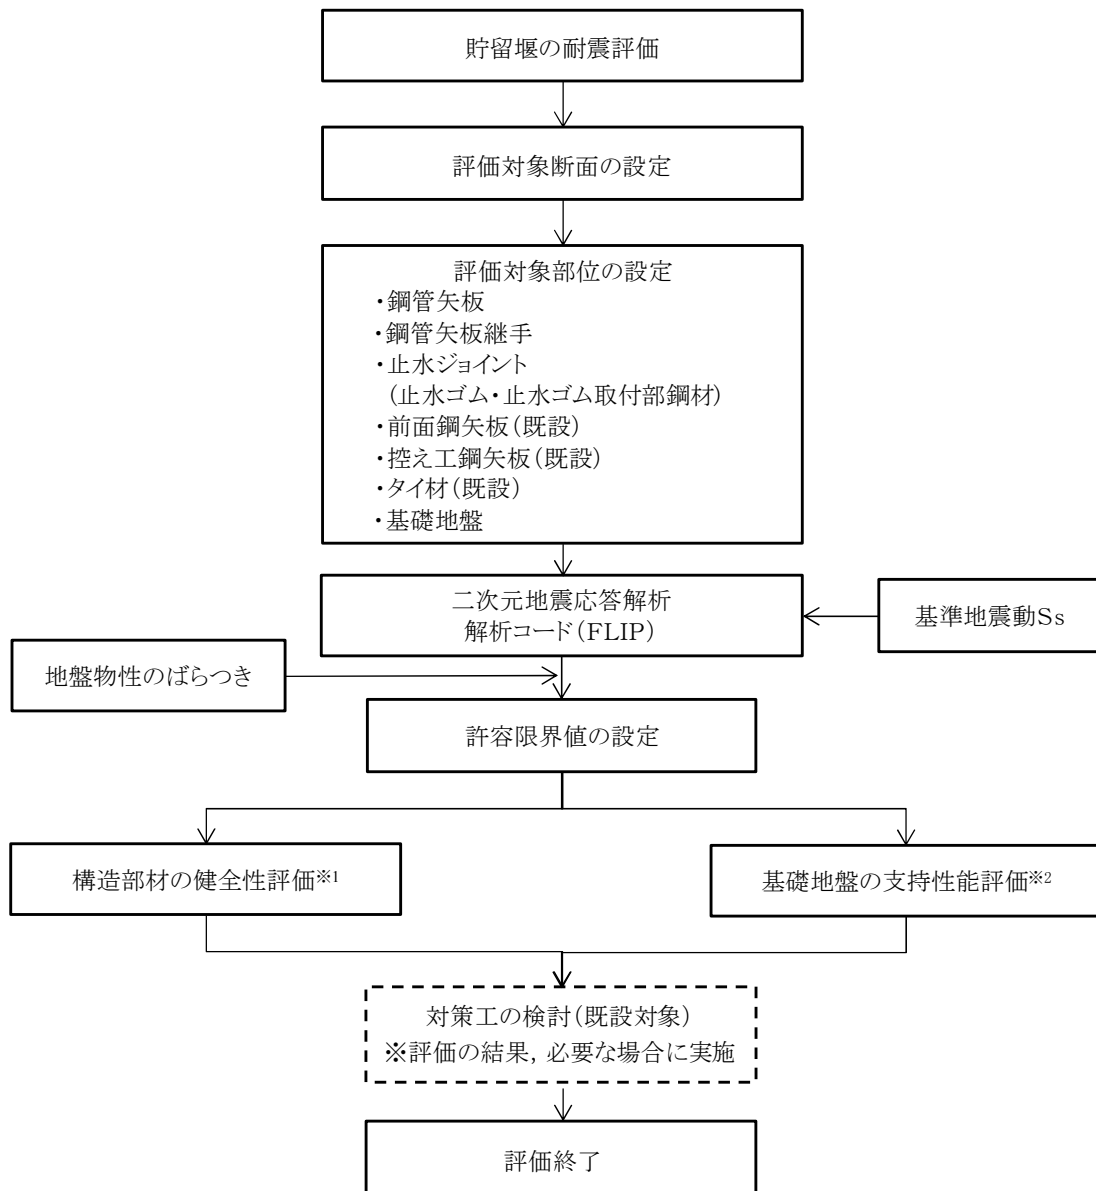 貯留堰の耐震評価
評価対象断面の設定
評価対象部位の設定
・鋼管矢板
・鋼管矢板継手
・止水ジョイント
(止水ゴム・止水ゴム取付部鋼材)
・前面鋼矢板(既設)
・控え工鋼矢板(既設)
・タイ材(既設)
・基礎地盤
二次元地震応答解析
解析コード(FLIP)
基準地震動Ss
地盤物性のばらつき
許容限界値の設定
構造部材の健全性評価※1
基礎地盤の支持性能評価※2
対策工の検討(既設対象)
※評価の結果,必要な場合に実施
評価終了